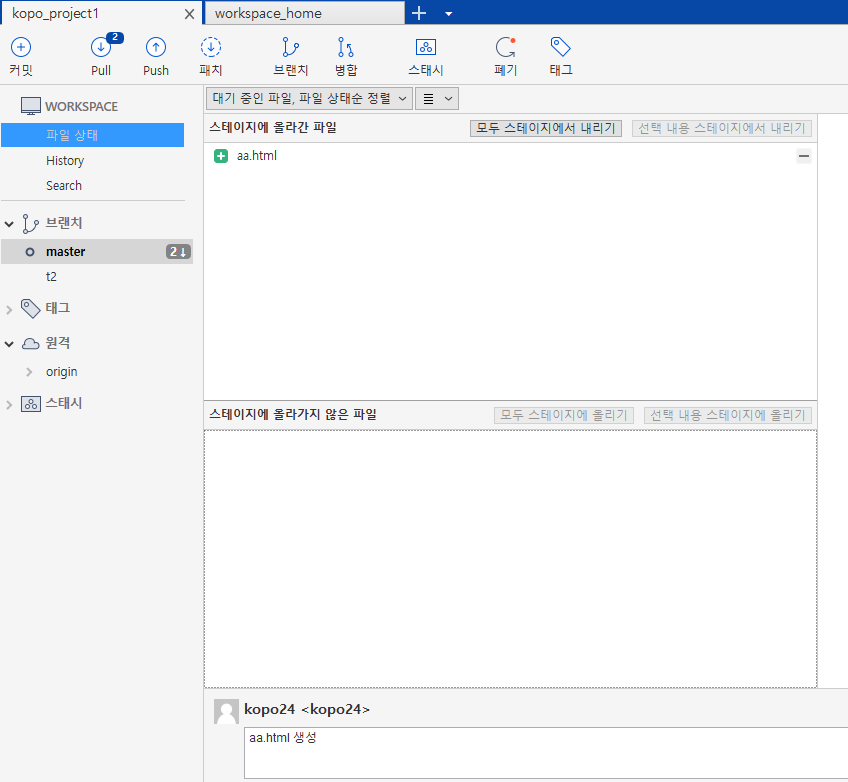 kopo_project1
workspace_home
2
커밋
Pull
Push
패치
브랜치
병합
스태시
폐기
태그
WORKSPACE
파일 상태
History
Search
브랜치
master
2↓
t2
태그
원격
origin
스태시
대기 중인 파일, 파일 상태순 정렬
스테이지에 올라간 파일
모두 스테이지에서 내리기
선택 내용 스테이지에서 내리기
aa.html
스테이지에 올라가지 않은 파일
모두 스테이지에 올리기
선택 내용 스테이지에 올리기
kopo24 <kopo24>
aa.html 생성